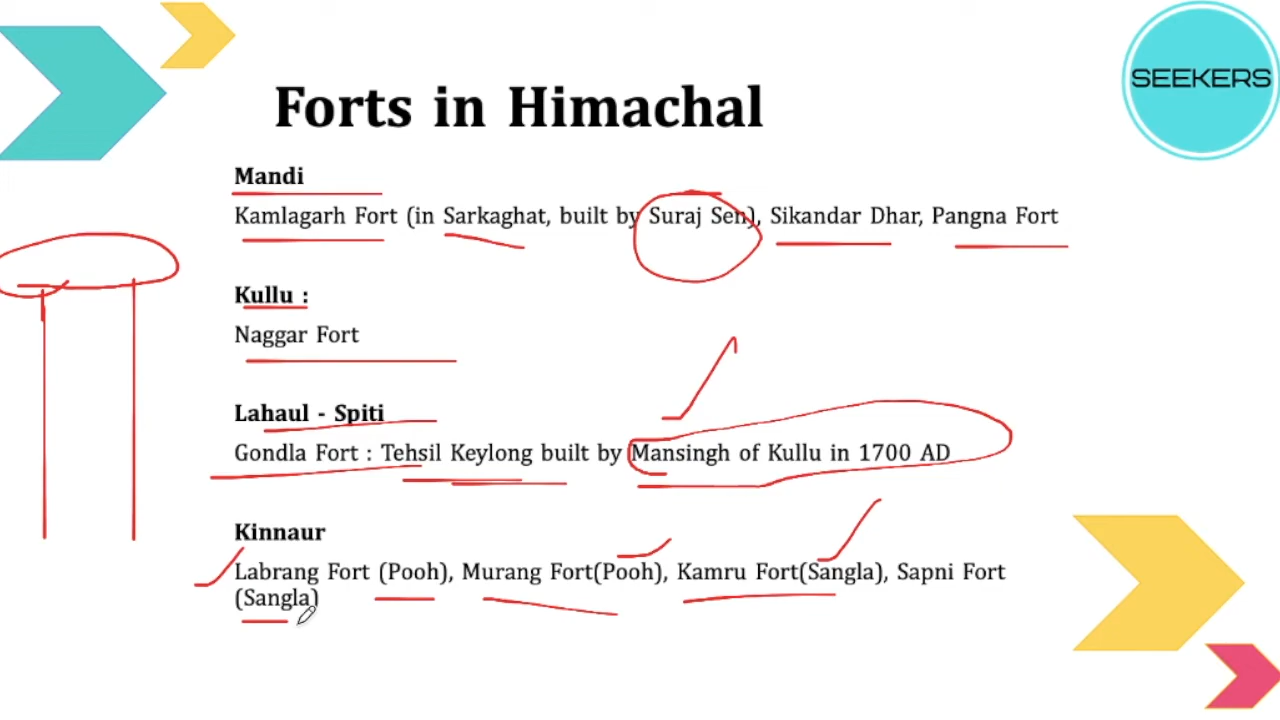 SEEKERS
Forts in Himachal
Mandi
Kamlagarh Fort (in Sarkaghat, built by Suraj Sen), Sikandar Dhar, Pangna Fort
Kullu :
Naggar Fort
Lahaul - Spiti
Gondla Fort : Tehsil Keylong built by Mansingh of Kullu in 1700 AD
Kinnaur
Labrang Fort (Pooh), Murang Fort(Pooh), Kamru Fort(Sangla), Sapni Fort
(Sangla)